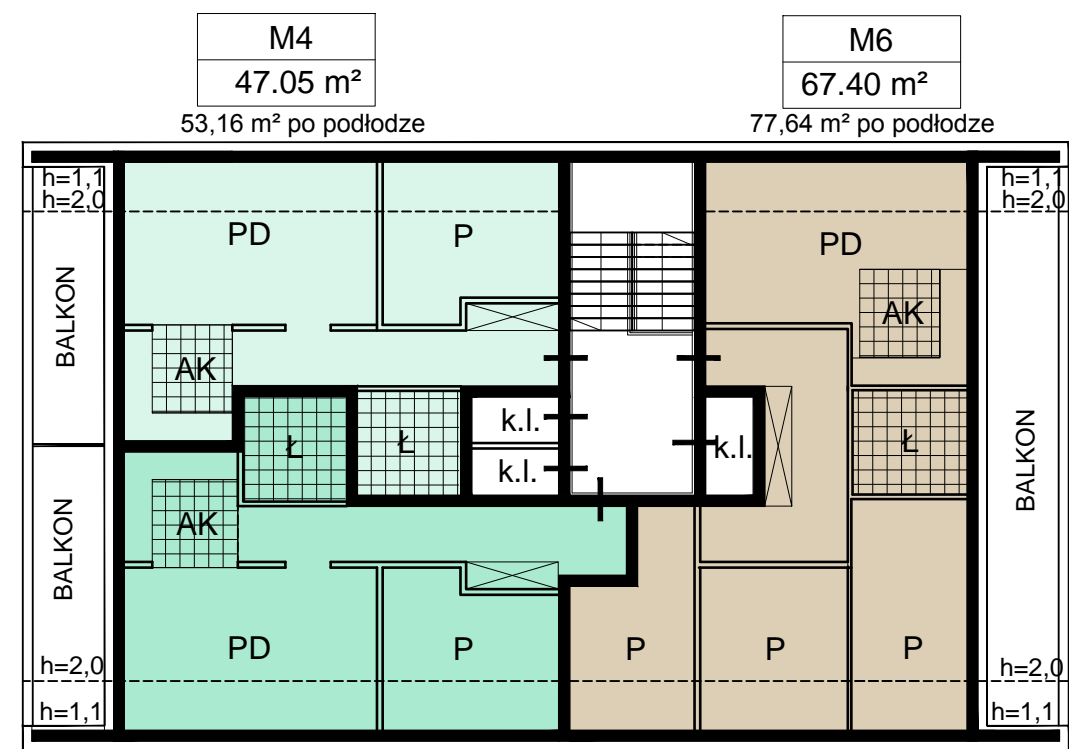 M4
47.05 m²
53,16 m² po podłodze
M6
67.40 m²
77,64 m² po podłodze
h=1,1
h=2,0
h=1,1
h=2,0
PD
P
PD
BALKON
AK
AK
Ł
Ł
k.l.
k.l.
k.l.
Ł
BALKON
BALKON
AK
PD
P
P
P
P
h=2,0
h=1,1
h=2,0
h=1,1